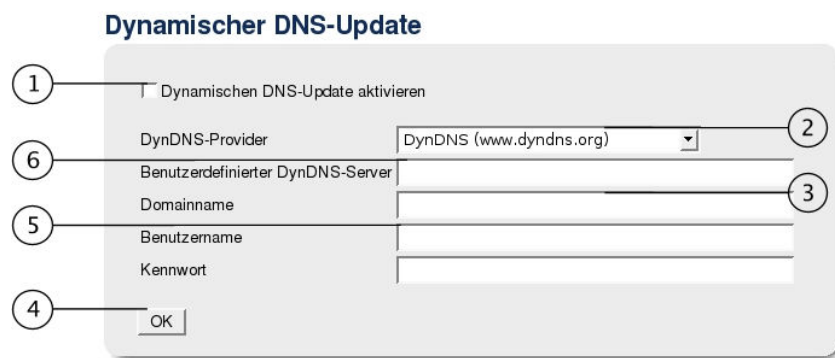 Dynamischer DNS-Update
1
Dynamischen DNS-Update aktivieren
DynDNS-Provider
DynDNS (www.dyndns.org)
2
6
Benutzerdefinierter DynDNS-Server
3
Domainname
5
Benutzername
Kennwort
4
OK